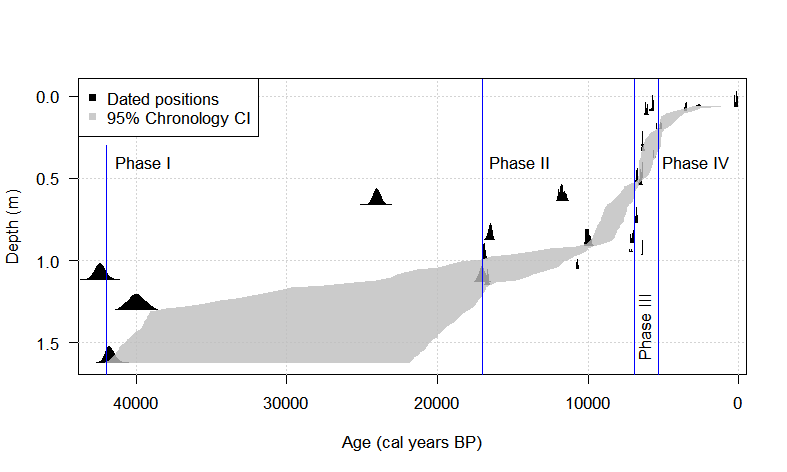 Dated positions
95% Chronology CI
Phase I
Phase II
Phase III
Phase IV
Depth (m)
0.0
0.5
1.0
1.5
40000
30000
20000
10000
0
Age (cal years BP)